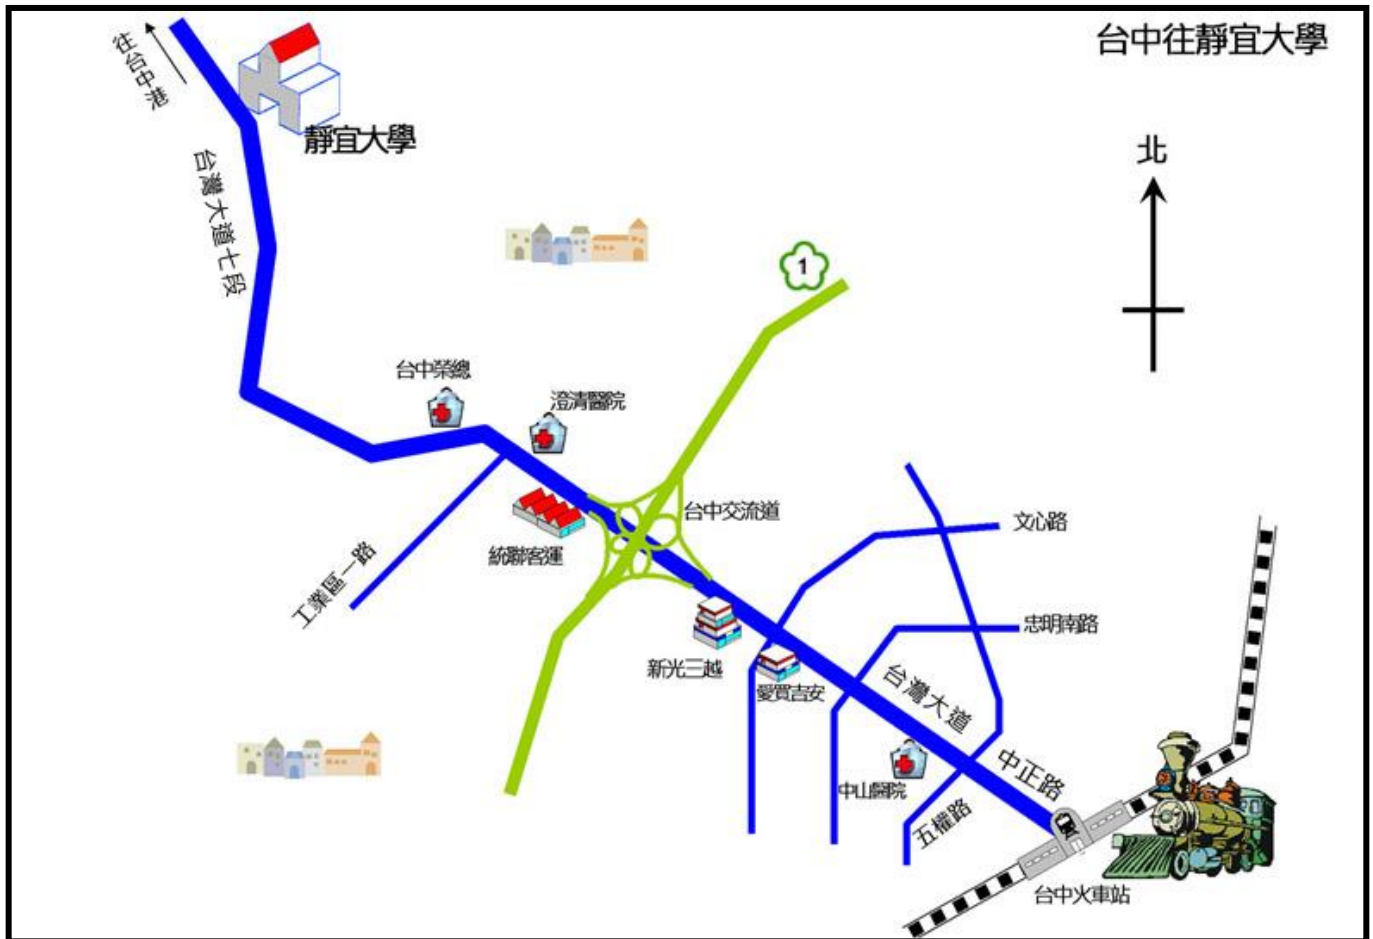 台中往靜宜大學
往台中港
靜宜大學
北
台灣大道七段
1
台中榮總
澄清醫院
台中交流道
文心路
統聯客運
工業區一路
忠明南路
新光三越
愛買吉安
台灣大道
中正路
中山醫院
五權路
台中火車站